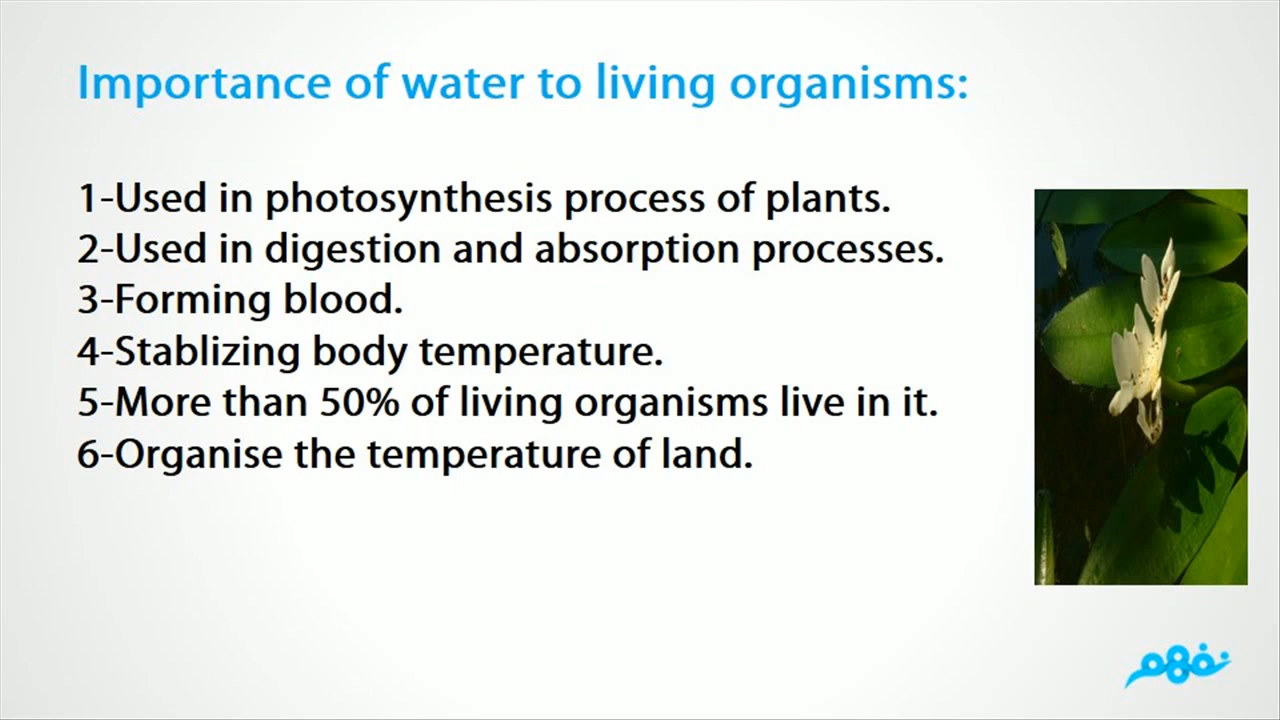 Importance of water to living organisms:
1-Used in photosynthesis process of plants.
2-Used in digestion and absorption processes.
3-Forming blood.
4-Stablizing body temperature.
5-More than 50% of living organisms live in it.
6-Organise the temperature of land.
نفهم